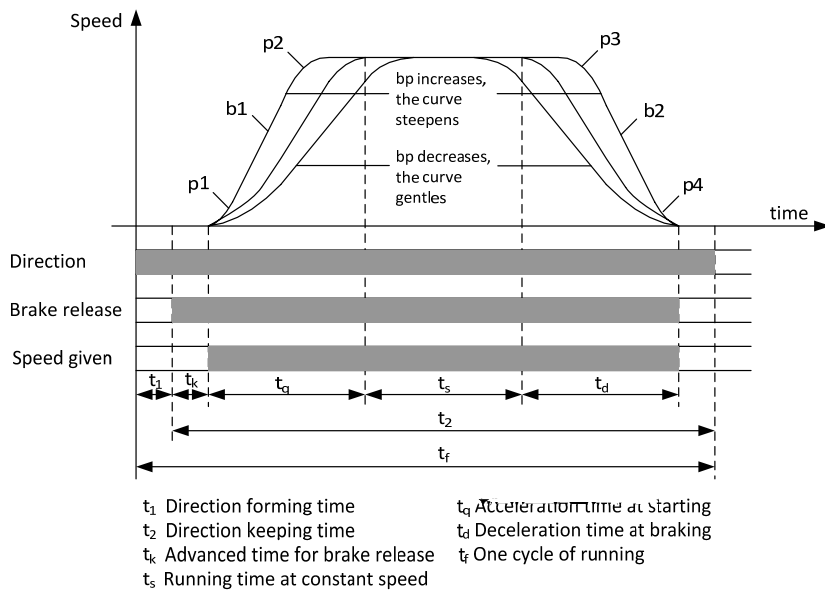 Speed
p2
p3
bp increases,
the curve
steepens
b1
b2
bp decreases,
the curve
gentles
p1
p4
time
Direction
Brake release
Speed given
t1 tk tq ts td
t2
tf
t1 Direction forming time
t2 Direction keeping time
tk Advanced time for brake release
ts Running time at constant speed
tq Acceleration time at starting
td Deceleration time at braking
tf One cycle of running